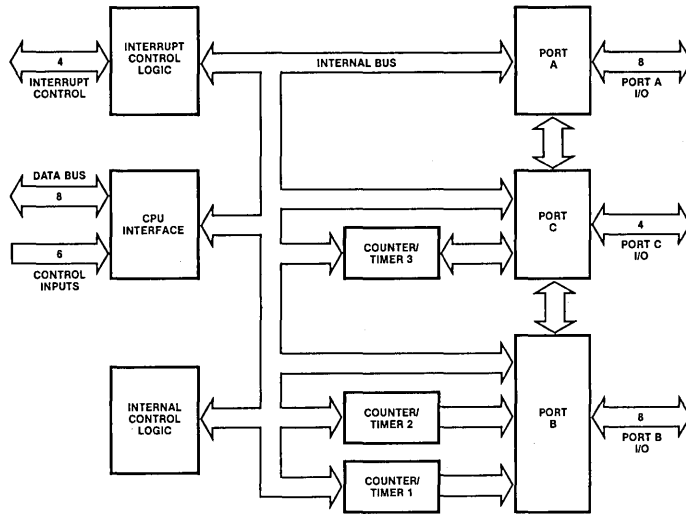 4
INTERRUPT
CONTROL
INTERRUPT
CONTROL
LOGIC
INTERNAL BUS
PORT
A
8
PORT A
I/O
DATA BUS
8
6
CONTROL
INPUTS
CPU
INTERFACE
COUNTER/
TIMER 3
PORT
C
4
PORT C
I/O
INTERNAL
CONTROL
LOGIC
COUNTER/
TIMER 2
COUNTER/
TIMER 1
PORT
B
8
PORT B
I/O